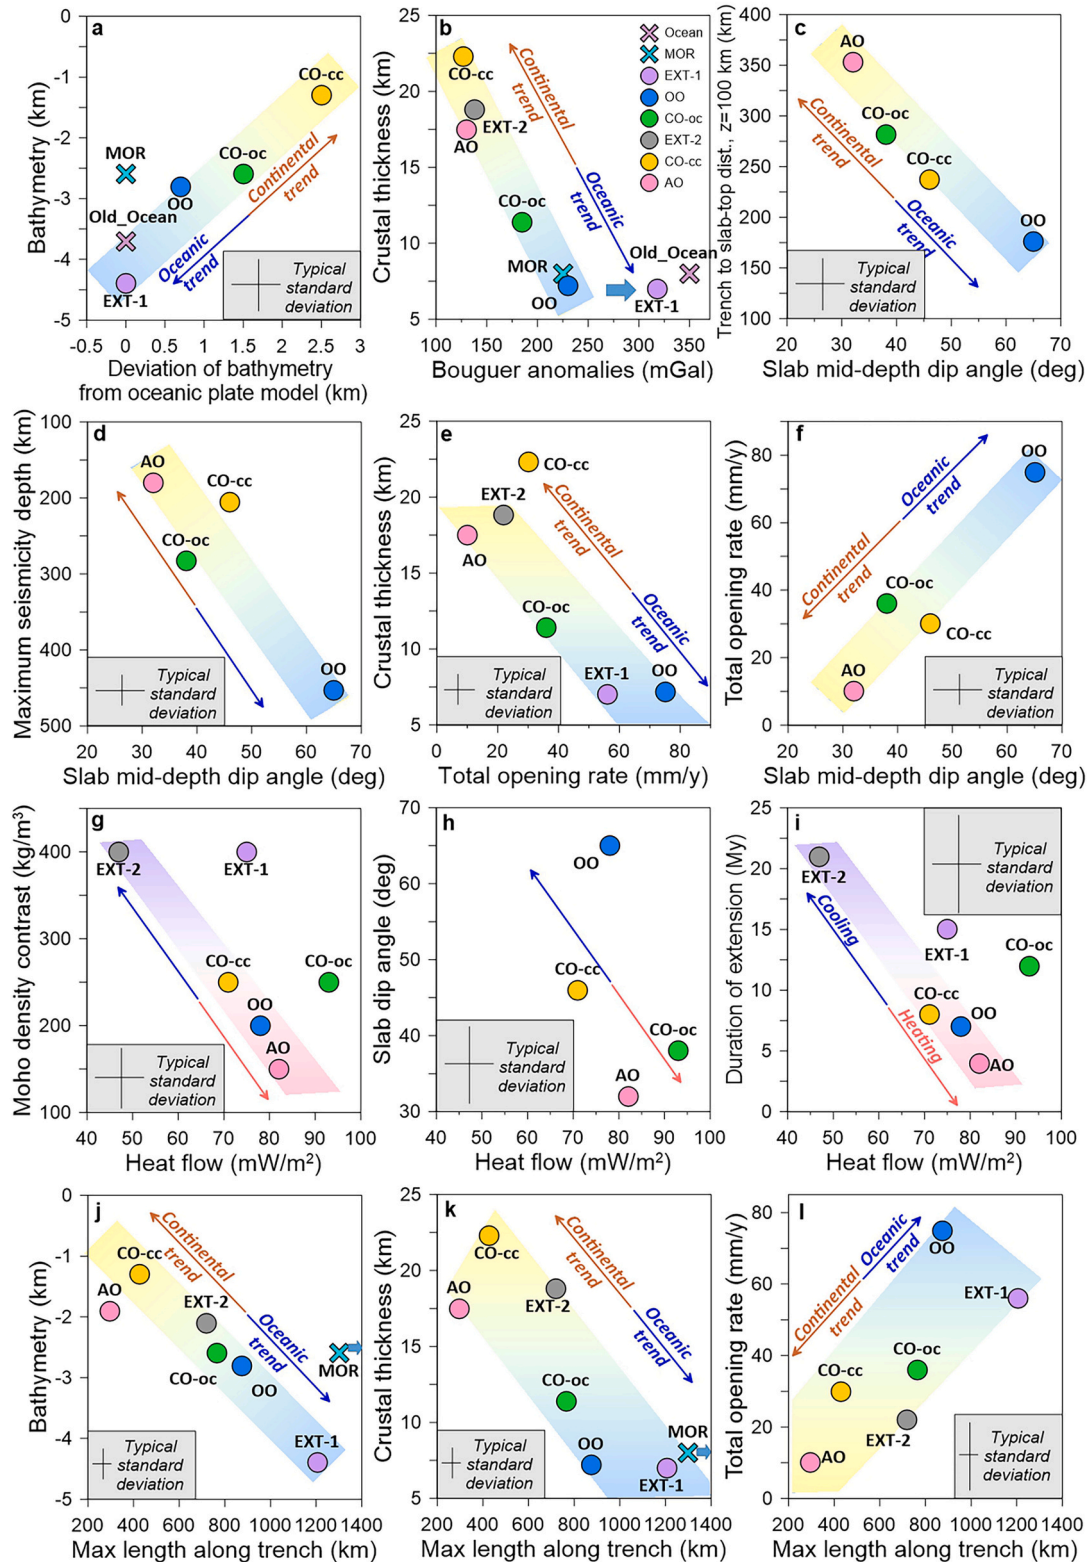 a
Bathymetry (km)
0
-1
-2
-3
-4
-5
CO-cc
CO-oc
MOR
OO
Old_Ocean
EXT-1
Continental
trend
Oceanic
trend
Typical
standard
deviation
-0.5 0 0.5 1 1.5 2 2.5 3
Deviation of bathymetry
from oceanic plate model (km)
b
Crustal thickness (km)
25
20
15
10
5
CO-cc
EXT-2
AO
CO-oc
MOR
OO
Old_Ocean
EXT-1
Continental
trend
Oceanic
trend
Ocean
MOR
EXT-1
OO
CO-oc
EXT-2
CO-cc
AO
100 150 200 250 300 350
Bouguer anomalies (mGal)
c
Trench to slab-top dist., z=100 km (km)
400
350
300
250
200
150
100
AO
CO-oc
CO-cc
OO
Continental
trend
Oceanic
trend
Typical
standard
deviation
20 30 40 50 60 70
Slab mid-depth dip angle (deg)
d
Maximum seismicity depth (km)
100
200
300
400
500
AO
CO-cc
CO-oc
OO
Typical
standard
deviation
20 30 40 50 60 70
Slab mid-depth dip angle (deg)
e
Crustal thickness (km)
25
20
15
10
5
CO-cc
EXT-2
AO
CO-oc
EXT-1
OO
Continental
trend
Oceanic
trend
Typical
standard
deviation
0 20 40 60 80
Total opening rate (mm/y)
f
Total opening rate (mm/y)
80
60
40
20
0
OO
CO-oc
CO-cc
AO
Oceanic
trend
Continental
trend
Typical
standard
deviation
20 30 40 50 60 70
Slab mid-depth dip angle (deg)
g
Moho density contrast (kg/m³)
400
300
200
100
EXT-2
EXT-1
CO-cc
CO-oc
OO
AO
Typical
standard
deviation
40 50 60 70 80 90 100
Heat flow (mW/m²)
h
Slab dip angle (deg)
70
60
50
40
30
OO
CO-cc
CO-oc
AO
Typical
standard
deviation
40 50 60 70 80 90 100
Heat flow (mW/m²)
i
Duration of extension (My)
25
20
15
10
5
0
EXT-2
EXT-1
CO-oc
CO-cc
OO
AO
Cooling
Heating
Typical
standard
deviation
40 50 60 70 80 90 100
Heat flow (mW/m²)
j
Bathymetry (km)
0
-1
-2
-3
-4
-5
CO-cc
AO
EXT-2
CO-oc
OO
MOR
EXT-1
Continental
trend
Oceanic
trend
Typical
standard
deviation
200 400 600 800 1000 1200 1400
Max length along trench (km)
k
Crustal thickness (km)
25
20
15
10
5
CO-cc
AO
EXT-2
CO-oc
OO
MOR
EXT-1
Continental
trend
Oceanic
trend
Typical
standard
deviation
200 400 600 800 1000 1200 1400
Max length along trench (km)
l
Total opening rate (mm/y)
80
60
40
20
0
OO
EXT-1
CO-oc
CO-cc
EXT-2
AO
Oceanic
trend
Continental
trend
Typical
standard
deviation
200 400 600 800 1000 1200 1400
Max length along trench (km)